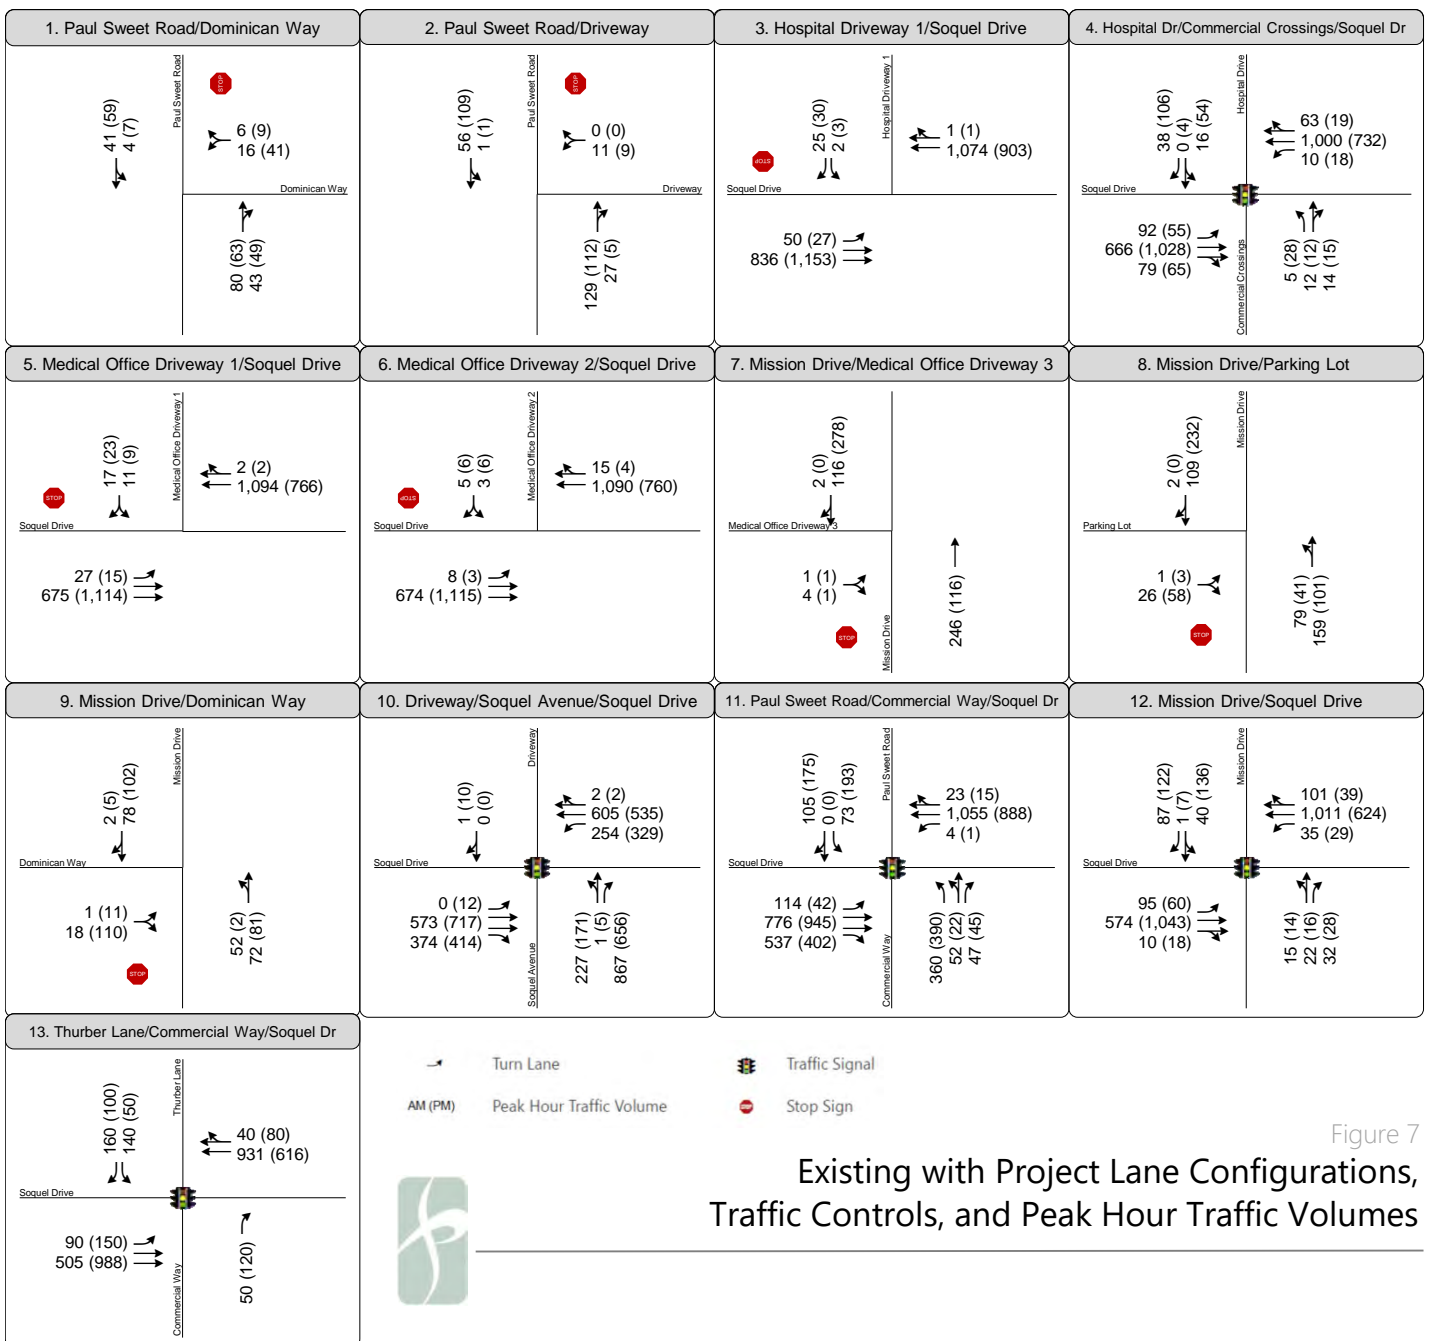 1. Paul Sweet Road/Dominican Way
Paul Sweet Road
41 (59)
4 (7)
STOP
6 (9)
16 (41)
Dominican Way
80 (63)
43 (49)
2. Paul Sweet Road/Driveway
Paul Sweet Road
56 (109)
1 (1)
STOP
0 (0)
11 (9)
Driveway
129 (112)
27 (5)
3. Hospital Driveway 1/Soquel Drive
Hospital Driveway 1
25 (30)
2 (3)
STOP
1 (1)
1,074 (903)
Soquel Drive
50 (27)
836 (1,153)
4. Hospital Dr/Commercial Crossings/Soquel Dr
Hospital Drive
38 (106)
0 (4)
16 (54)
63 (19)
1,000 (732)
10 (18)
Soquel Drive
92 (55)
666 (1,028)
79 (65)
Commercial Crossings
5 (28)
12 (12)
14 (15)
5. Medical Office Driveway 1/Soquel Drive
Medical Office Driveway 1
17 (23)
11 (9)
STOP
2 (2)
1,094 (766)
Soquel Drive
27 (15)
675 (1,114)
6. Medical Office Driveway 2/Soquel Drive
Medical Office Driveway 2
5 (6)
3 (6)
STOP
15 (4)
1,090 (760)
Soquel Drive
8 (3)
674 (1,115)
7. Mission Drive/Medical Office Driveway 3
2 (0)
116 (278)
Medical Office Driveway 3
1 (1)
4 (1)
STOP
Mission Drive
246 (116)
8. Mission Drive/Parking Lot
Mission Drive
2 (0)
109 (232)
Parking Lot
1 (3)
26 (58)
STOP
79 (41)
159 (101)
9. Mission Drive/Dominican Way
Mission Drive
2 (5)
78 (102)
Dominican Way
1 (11)
18 (110)
STOP
52 (2)
72 (81)
10. Driveway/Soquel Avenue/Soquel Drive
Driveway
1 (10)
0 (0)
2 (2)
605 (535)
254 (329)
Soquel Drive
0 (12)
573 (717)
374 (414)
Soquel Avenue
227 (171)
1 (5)
867 (656)
11. Paul Sweet Road/Commercial Way/Soquel Dr
Paul Sweet Road
105 (175)
0 (0)
73 (193)
23 (15)
1,055 (888)
4 (1)
Soquel Drive
114 (42)
776 (945)
537 (402)
Commercial Way
360 (390)
52 (22)
47 (45)
12. Mission Drive/Soquel Drive
Mission Drive
87 (122)
1 (7)
40 (136)
101 (39)
1,011 (624)
35 (29)
Soquel Drive
95 (60)
574 (1,043)
10 (18)
15 (14)
22 (16)
32 (28)
13. Thurber Lane/Commercial Way/Soquel Dr
Thurber Lane
160 (100)
140 (50)
40 (80)
931 (616)
Soquel Drive
90 (150)
505 (988)
Commercial Way
50 (120)
Turn Lane
Traffic Signal
AM (PM)
Peak Hour Traffic Volume
STOP
Stop Sign
Figure 7
Existing with Project Lane Configurations,
Traffic Controls, and Peak Hour Traffic Volumes